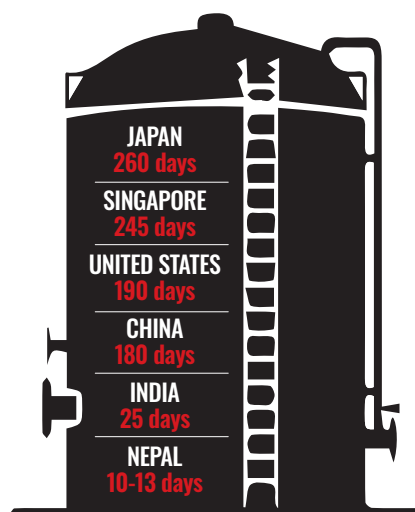 JAPAN
260 days
SINGAPORE
245 days
UNITED STATES
190 days
CHINA
180 days
INDIA
25 days
NEPAL
10-13 days